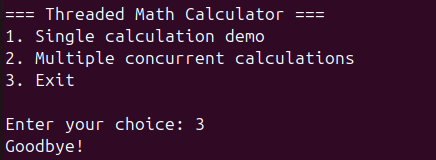 === Threaded Math Calculator ===
1. Single calculation demo
2. Multiple concurrent calculations
3. Exit
Enter your choice: 3
Goodbye!